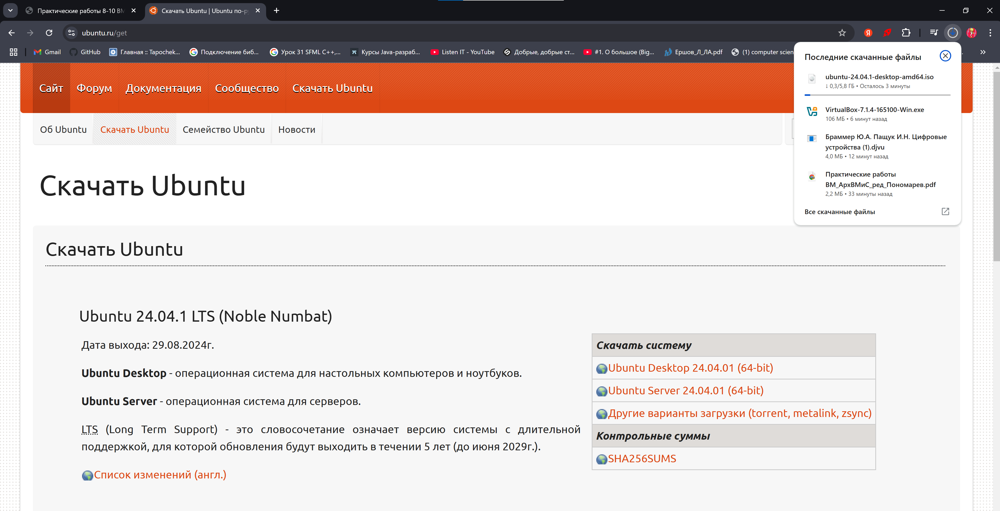 Практические работы 8-10 ВМ
Скачать Ubuntu | Ubuntu по-ру
ubuntu.ru/get
Gmail
GitHub
Главная :: Tapochek...
Подключение биб...
Урок 31 SFML C++,...
Курсы Java-разраб...
Listen IT - YouTube
Добрые, добрые ст...
#1. О большое (Big...
Ершов_Л_ЛА.pdf
(1) computer scien
Последние скачанные файлы
ubuntu-24.04.1-desktop-amd64.iso
↓ 0,3/5,8 ГБ • Осталось 3 минуты
VirtualBox-7.1.4-165100-Win.exe
106 МБ • 6 минут назад
Браммер Ю.А. Пащук И.Н. Цифровые
устройства (1).djvu
4,0 МБ • 12 минут назад
Практические работы
ВМ_АрхВМиС_ред_Пономарев.pdf
2,2 МБ • 33 минуты назад
Все скачанные файлы
Сайт
Форум
Документация
Сообщество
Скачать Ubuntu
Об Ubuntu
Скачать Ubuntu
Семейство Ubuntu
Новости
Скачать Ubuntu
Скачать Ubuntu
Ubuntu 24.04.1 LTS (Noble Numbat)
Дата выхода: 29.08.2024г.
Ubuntu Desktop - операционная система для настольных компьютеров и ноутбуков.
Ubuntu Server - операционная система для серверов.
LTS (Long Term Support) - это словосочетание означает версию системы с длительной
поддержкой, для которой обновления будут выходить в течении 5 лет (до июня 2029г.).
Список изменений (англ.)
Скачать систему
Ubuntu Desktop 24.04.01 (64-bit)
Ubuntu Server 24.04.01 (64-bit)
Другие варианты загрузки (torrent, metalink, zsync)
Контрольные суммы
SHA256SUMS